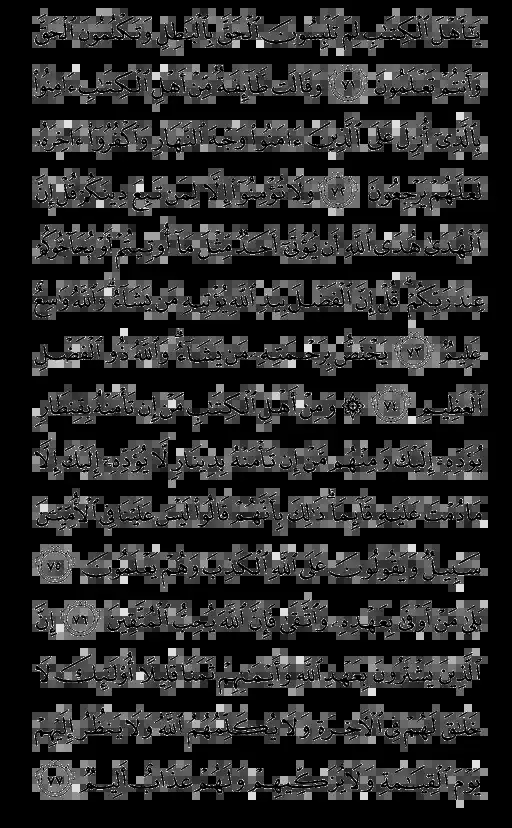 يَٰٓأَهْلَ ٱلْكِتَٰبِ لِمَ تَلْبِسُونَ ٱلْحَقَّ بِٱلْبَٰطِلِ وَتَكْتُمُونَ ٱلْحَقَّ
وَأَنتُمْ تَعْلَمُونَ ٧١ وَقَالَت طَّآئِفَةٌ مِّنْ أَهْلِ ٱلْكِتَٰبِ ءَامِنُوا۟
بِٱلَّذِىٓ أُنزِلَ عَلَى ٱلَّذِينَ ءَامَنُوا۟ وَجْهَ ٱلنَّهَارِ وَٱكْفُرُوٓا۟ ءَاخِرَهُۥ
لَعَلَّهُمْ يَرْجِعُونَ ٧٢ وَلَا تُؤْمِنُوٓا۟ إِلَّا لِمَن تَبِعَ دِينَكُمْ قُلْ إِنَّ
ٱلْهُدَىٰ هُدَى ٱللَّهِ أَن يُؤْتَىٰٓ أَحَدٌ مِّثْلَ مَآ أُوتِيتُمْ أَوْ يُحَآجُّوكُمْ
عِندَ رَبِّكُمْ قُلْ إِنَّ ٱلْفَضْلَ بِيَدِ ٱللَّهِ يُؤْتِيهِ مَن يَشَآءُ وَٱللَّهُ وَٰسِعٌ
عَلِيمٌ ٧٣ يَخْتَصُّ بِرَحْمَتِهِۦ مَن يَشَآءُ وَٱللَّهُ ذُو ٱلْفَضْلِ
ٱلْعَظِيمِ ٧٤ ۞ وَمِنْ أَهْلِ ٱلْكِتَٰبِ مَنْ إِن تَأْمَنْهُ بِقِنطَارٍ
يُؤَدِّهِۦٓ إِلَيْكَ وَمِنْهُم مَّنْ إِن تَأْمَنْهُ بِدِينَارٍ لَّا يُؤَدِّهِۦٓ إِلَيْكَ إِلَّا
مَا دُمْتَ عَلَيْهِ قَآئِمًا ذَٰلِكَ بِأَنَّهُمْ قَالُوا۟ لَيْسَ عَلَيْنَا فِى ٱلْأُمِّيِّۦنَ
سَبِيلٌ وَيَقُولُونَ عَلَى ٱللَّهِ ٱلْكَذِبَ وَهُمْ يَعْلَمُونَ ٧٥
بَلَىٰ مَنْ أَوْفَىٰ بِعَهْدِهِۦ وَٱتَّقَىٰ فَإِنَّ ٱللَّهَ يُحِبُّ ٱلْمُتَّقِينَ ٧٦ إِنَّ
ٱلَّذِينَ يَشْتَرُونَ بِعَهْدِ ٱللَّهِ وَأَيْمَٰنِهِمْ ثَمَنًا قَلِيلًا أُو۟لَٰٓئِكَ لَا
خَلَٰقَ لَهُمْ فِى ٱلْءَاخِرَةِ وَلَا يُكَلِّمُهُمُ ٱللَّهُ وَلَا يَنظُرُ إِلَيْهِمْ
يَوْمَ ٱلْقِيَٰمَةِ وَلَا يُزَكِّيهِمْ وَلَهُمْ عَذَابٌ أَلِيمٌ ٧٧